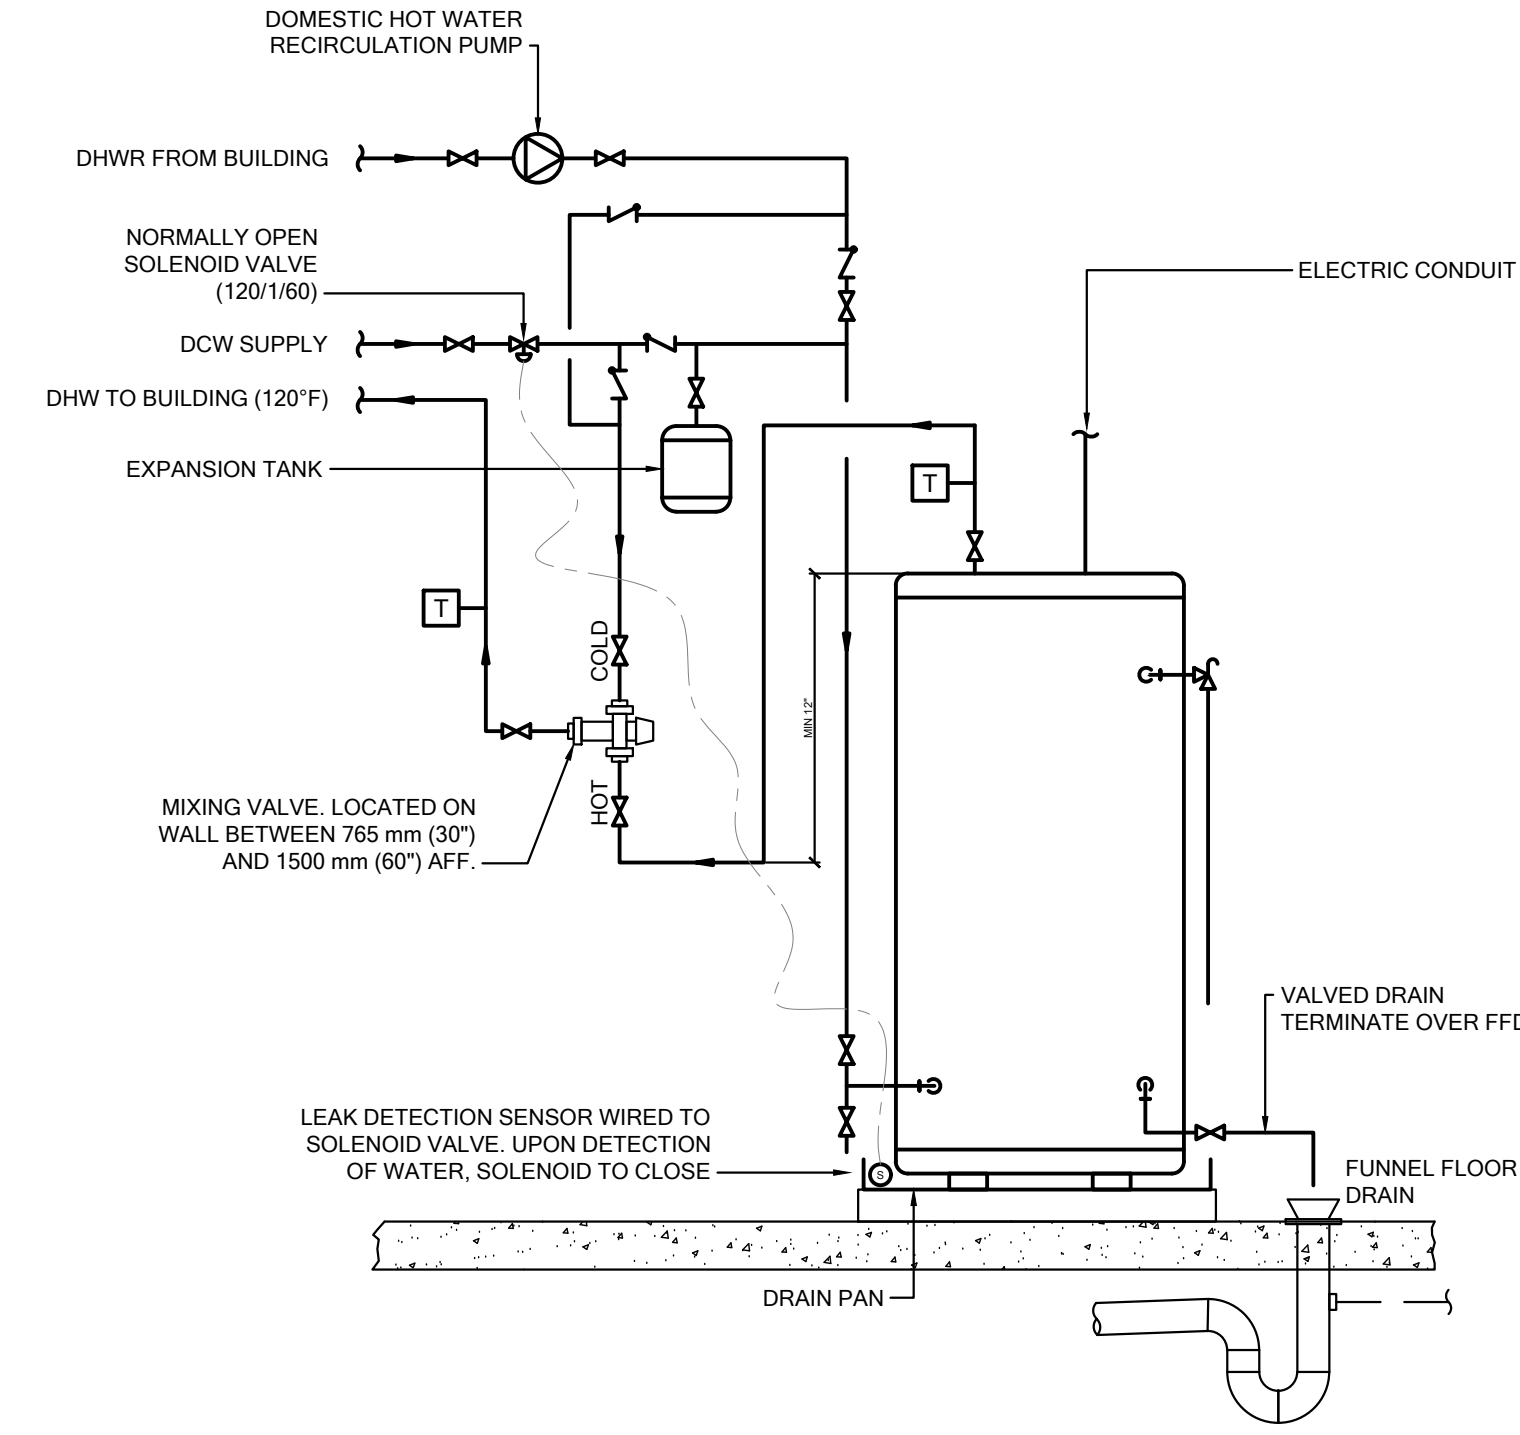 DOMESTIC HOT WATER
RECIRCULATION PUMP
DHWR FROM BUILDING
NORMALLY OPEN
SOLENOID VALVE
(120/1/60)
ELECTRIC CONDUIT
DCW SUPPLY
DHW TO BUILDING (120°F)
EXPANSION TANK
T
T
COLD
MIN 12"
HOT
MIXING VALVE. LOCATED ON
WALL BETWEEN 765 mm (30")
AND 1500 mm (60") AFF.
VALVED DRAIN
TERMINATE OVER FFD
LEAK DETECTION SENSOR WIRED TO
SOLENOID VALVE. UPON DETECTION
OF WATER, SOLENOID TO CLOSE
S
FUNNEL FLOOR
DRAIN
DRAIN PAN